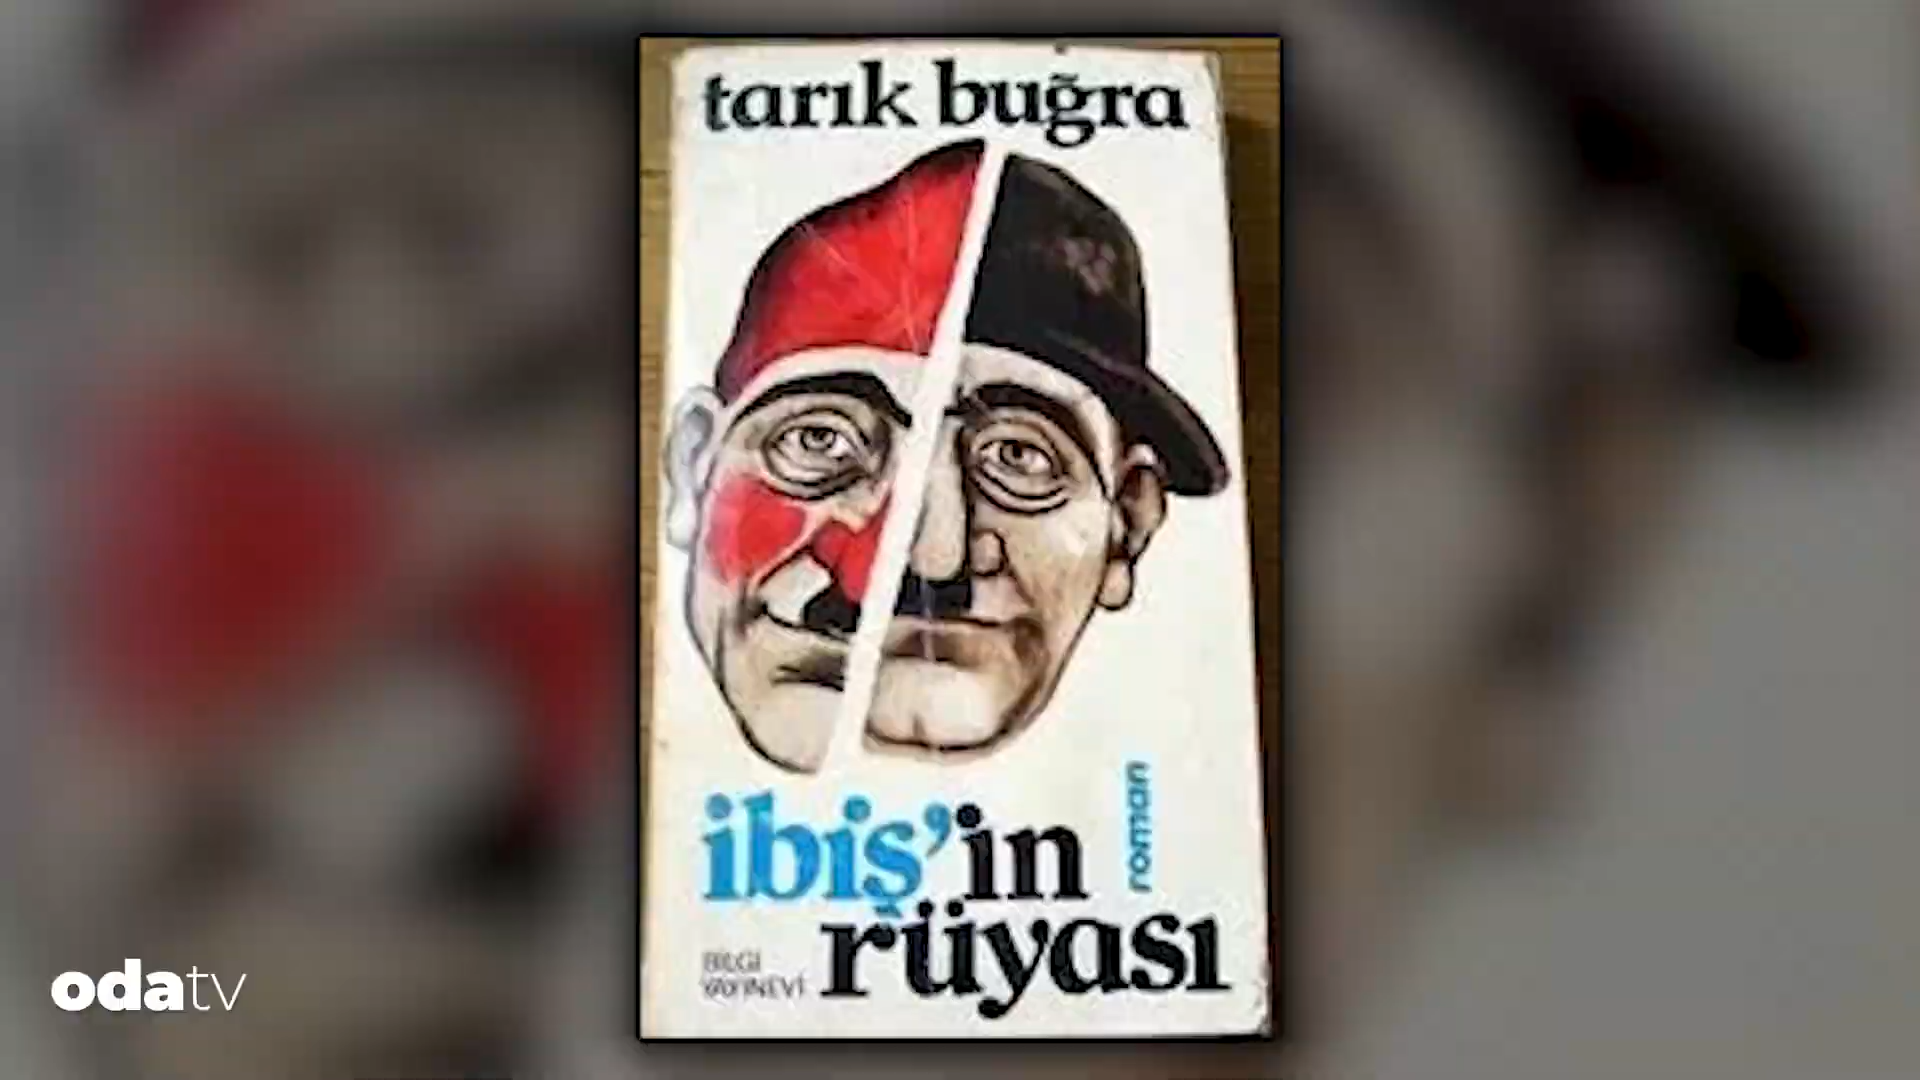 tarık buğra
ibiş'in
roman
rüyası
BİLGİ
YAYINEVİ
odatv